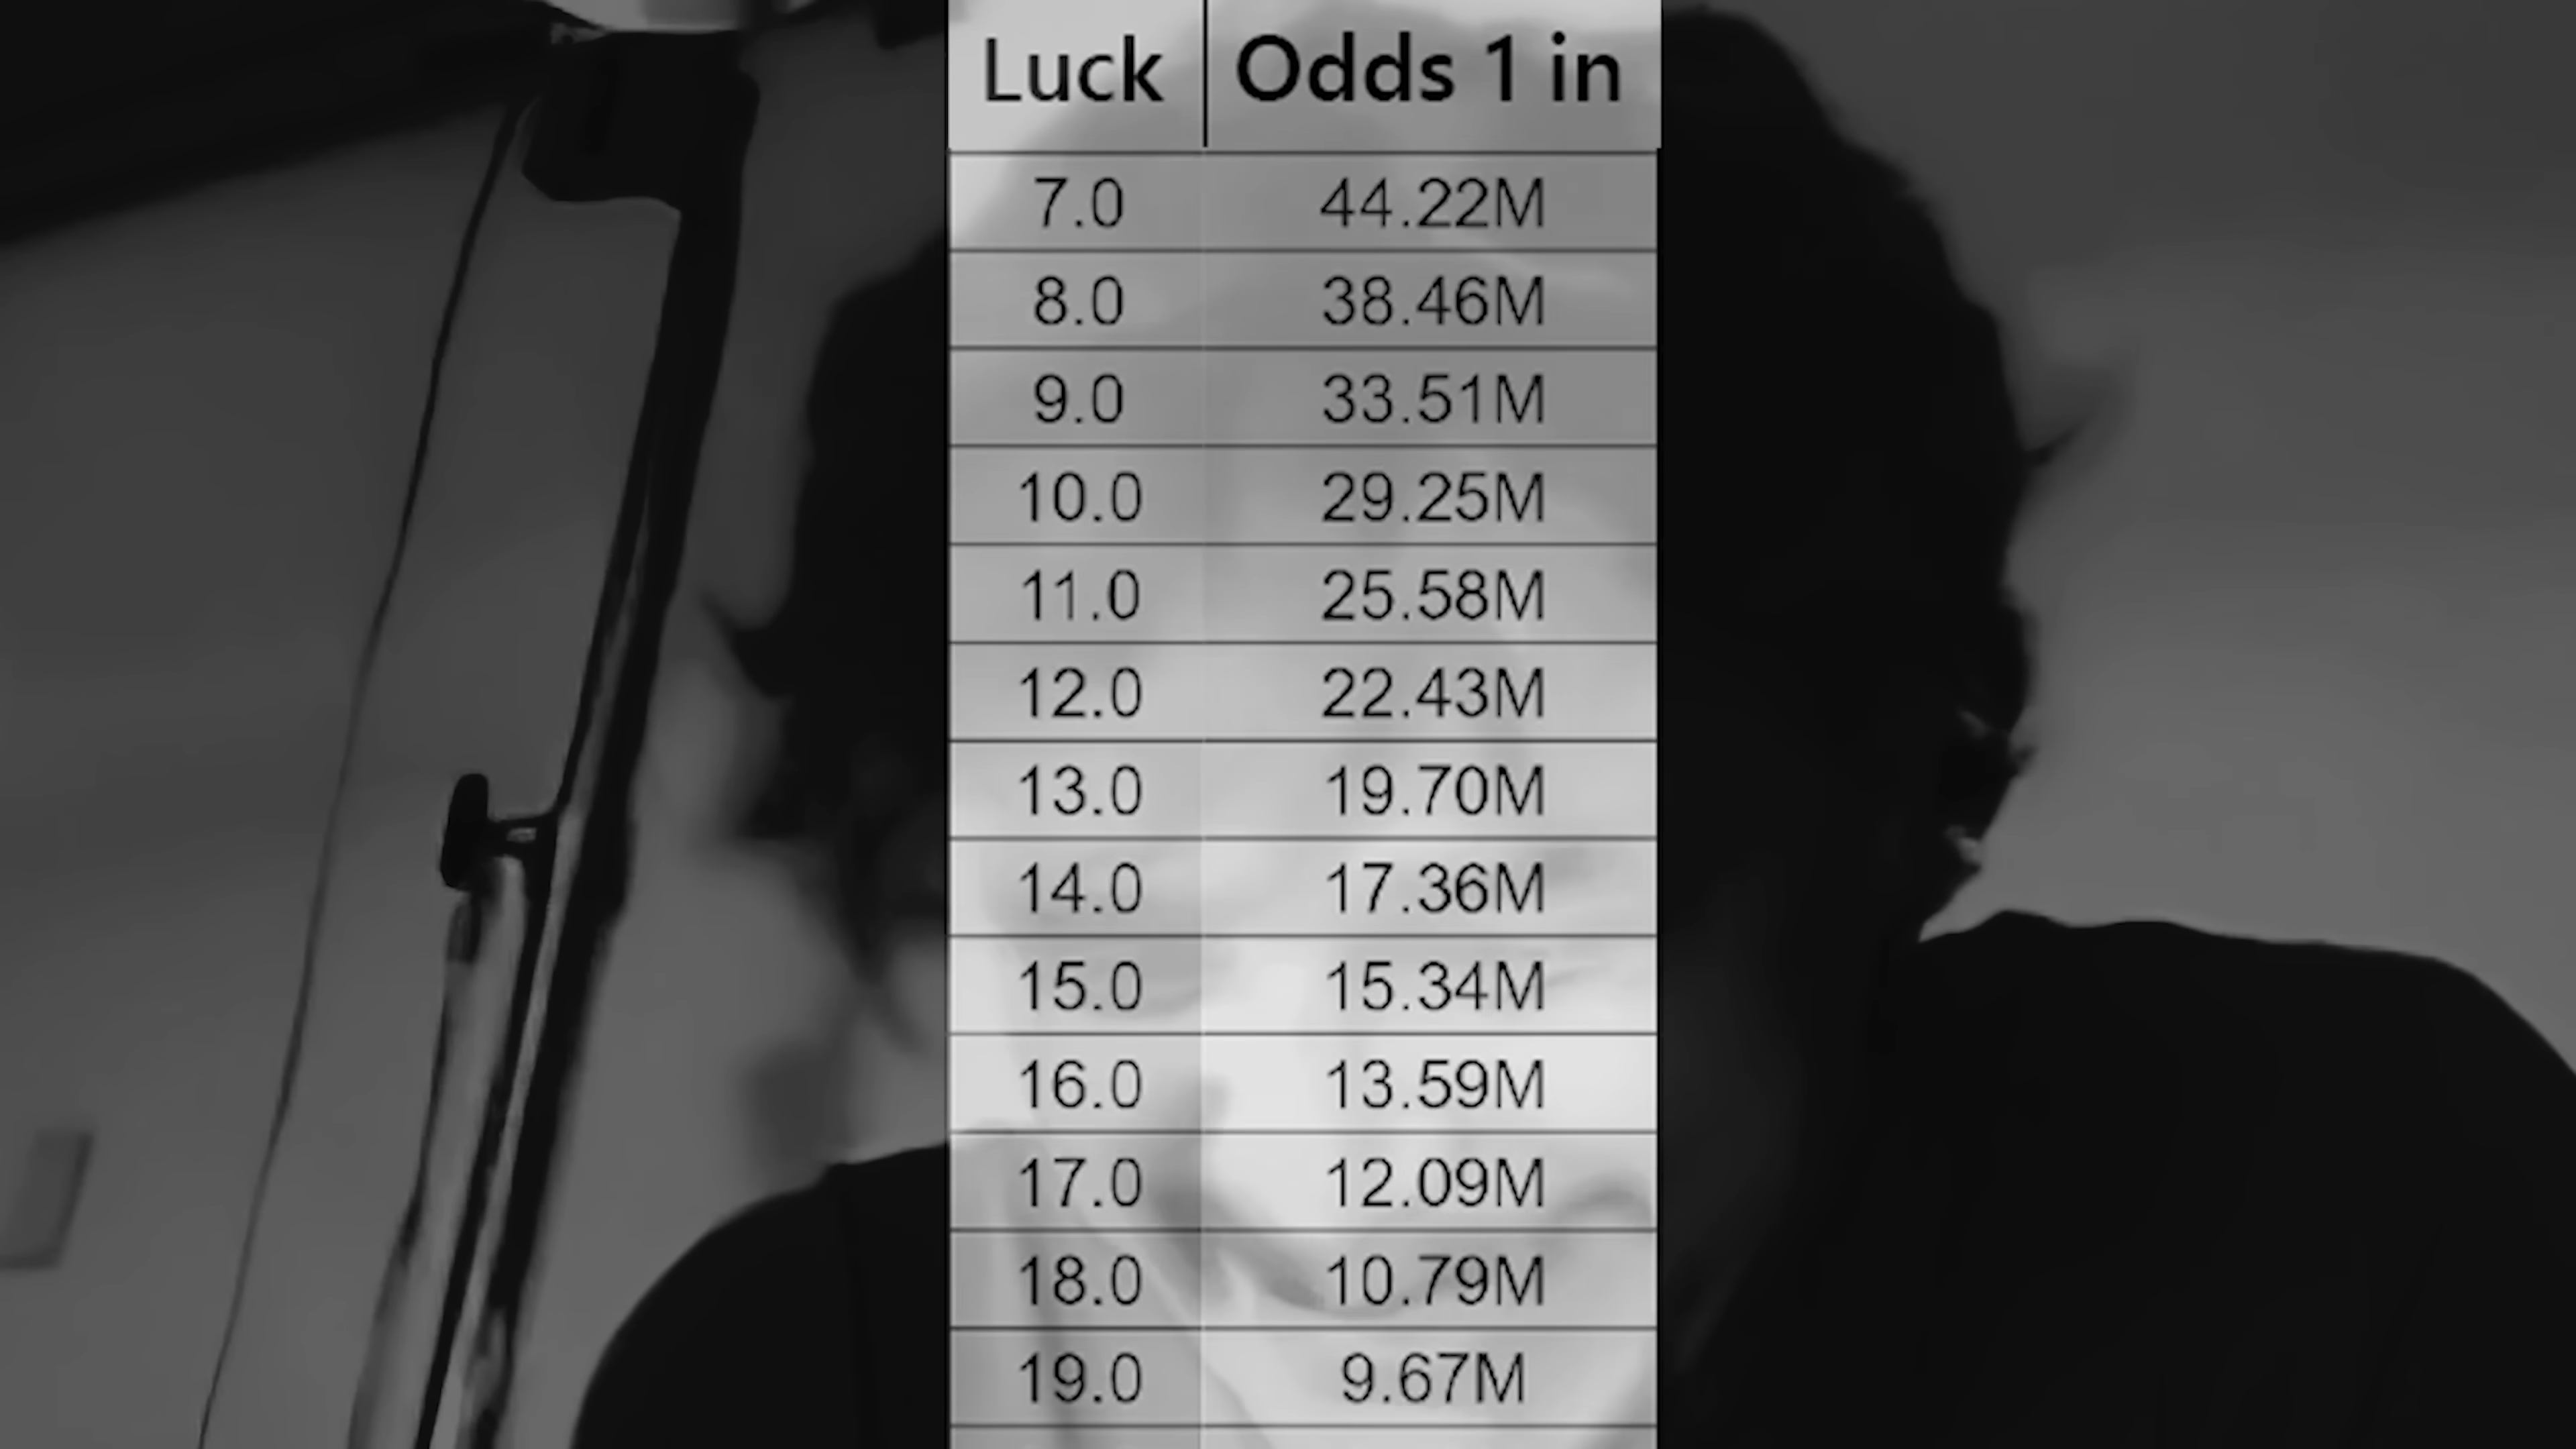 Luck Odds 1 in
7.0 44.22M
8.0 38.46M
9.0 33.51M
10.0 29.25M
11.0 25.58M
12.0 22.43M
13.0 19.70M
14.0 17.36M
15.0 15.34M
16.0 13.59M
17.0 12.09M
18.0 10.79M
19.0 9.67M